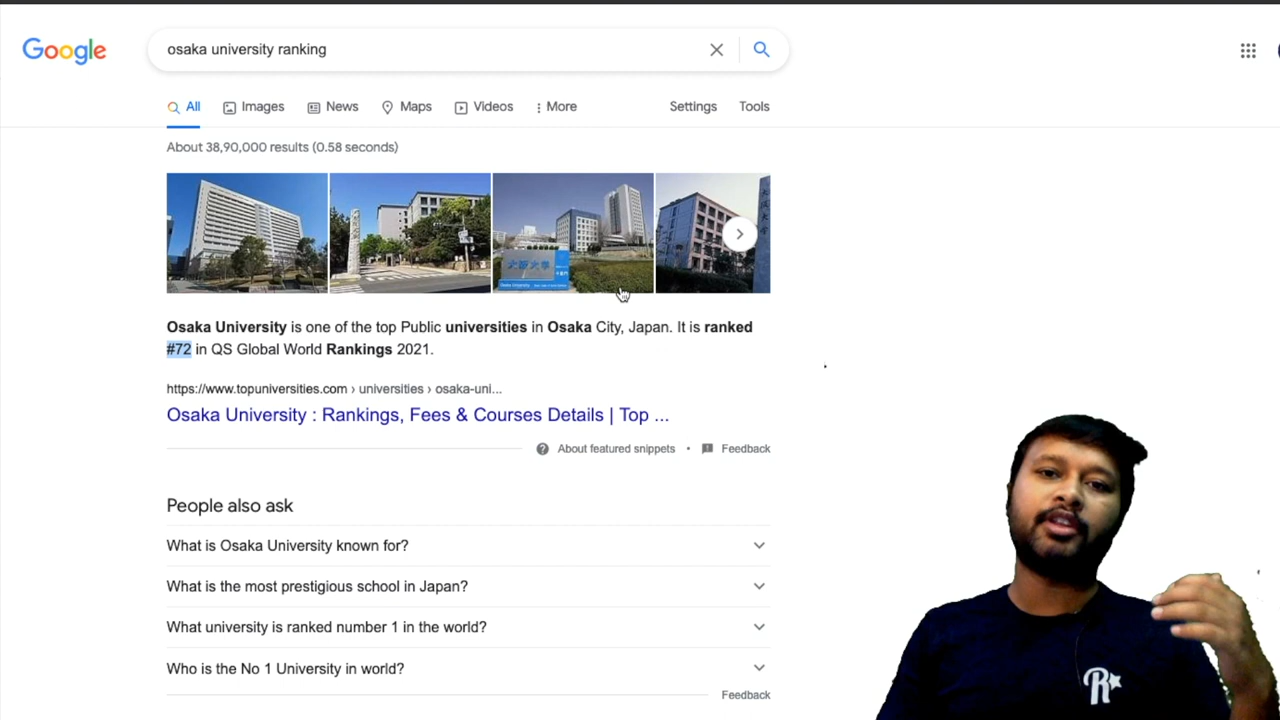 Google
osaka university ranking
All
Images
News
Maps
Videos
More
Settings
Tools
About 38,90,000 results (0.58 seconds)
大阪大学
Osaka University is one of the top Public universities in Osaka City, Japan. It is ranked
#72 in QS Global World Rankings 2021.
https://www.topuniversities.com › universities › osaka-uni...
Osaka University : Rankings, Fees & Courses Details | Top ...
About featured snippets • Feedback
People also ask
What is Osaka University known for?
What is the most prestigious school in Japan?
What university is ranked number 1 in the world?
Who is the No 1 University in world?
Feedback
R